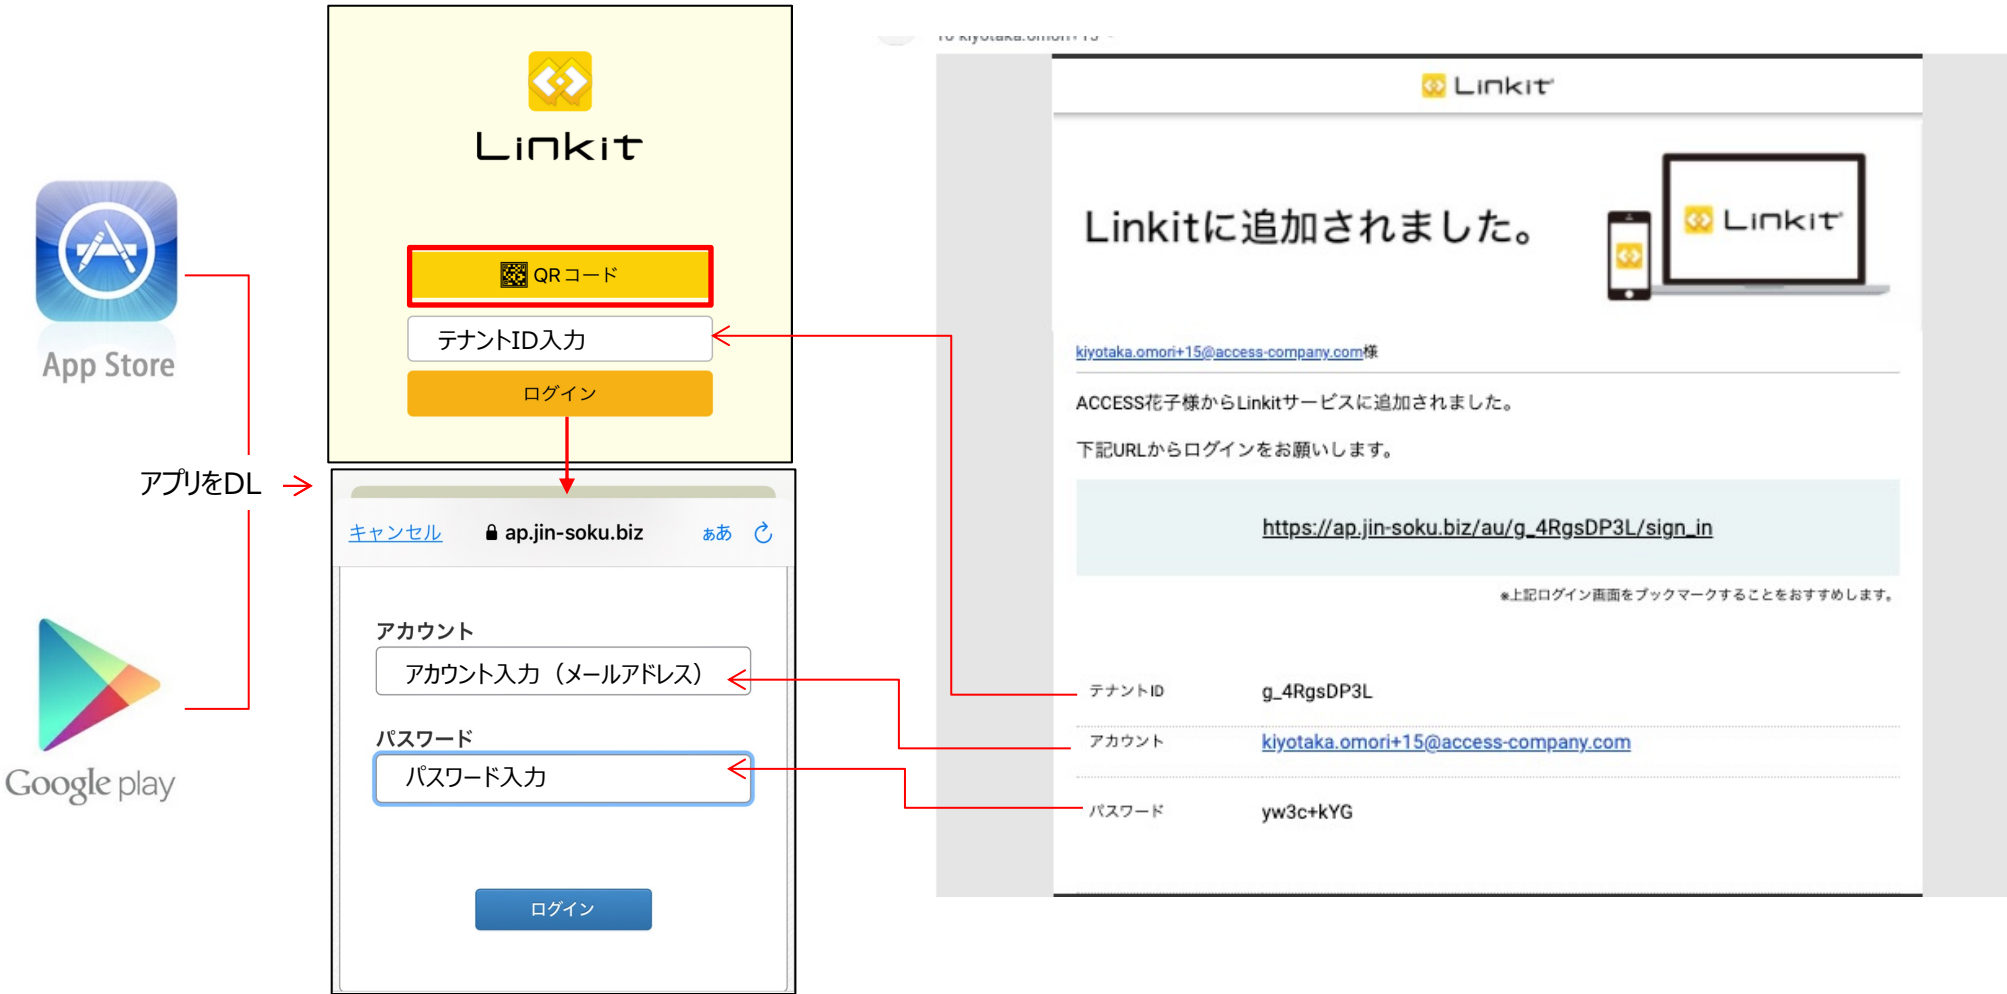 App Store
アプリをDL
Google play
Linkit
QRコード
テナントID入力
ログイン
キャンセル
ap.jin-soku.biz
ぁあ
アカウント
アカウント入力（メールアドレス）
パスワード
パスワード入力
ログイン
To kiyotaka.omori+15
Linkit
Linkitに追加されました。
Linkit
kiyotaka.omori+15@access-company.com様
ACCESS花子様からLinkitサービスに追加されました。
下記URLからログインをお願いします。
https://ap.jin-soku.biz/au/g_4RgsDP3L/sign_in
※上記ログイン画面をブックマークすることをおすすめします。
テナントID g_4RgsDP3L
アカウント kiyotaka.omori+15@access-company.com
パスワード yw3c+kYG